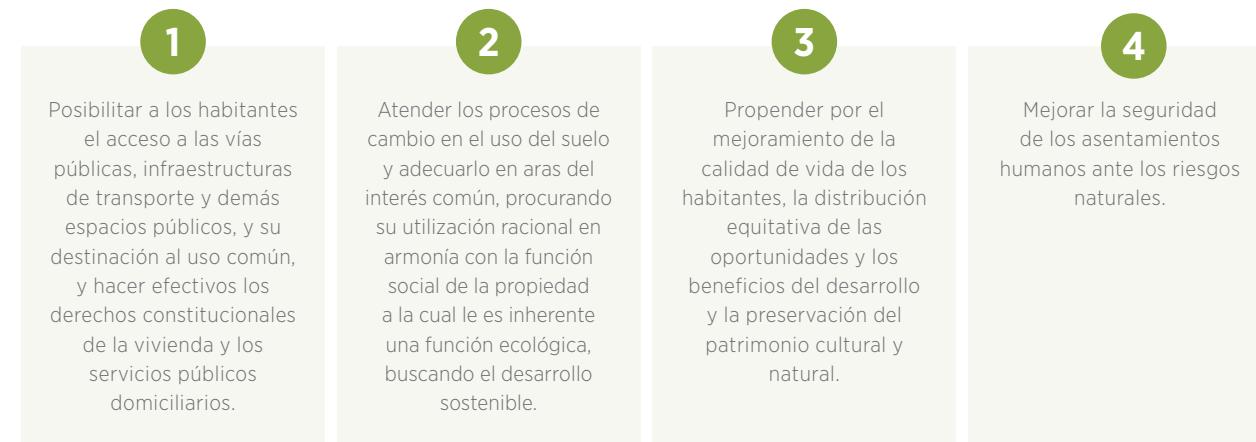 1
Posibilitar a los habitantes
el acceso a las vías
públicas, infraestructuras
de transporte y demás
espacios públicos, y su
destinación al uso común,
y hacer efectivos los
derechos constitucionales
de la vivienda y los
servicios públicos
domiciliarios.
2
Atender los procesos de
cambio en el uso del suelo
y adecuarlo en aras del
interés común, procurando
su utilización racional en
armonía con la función
social de la propiedad
a la cual le es inherente
una función ecológica,
buscando el desarrollo
sostenible.
3
Propender por el
mejoramiento de la
calidad de vida de los
habitantes, la distribución
equitativa de las
oportunidades y los
beneficios del desarrollo
y la preservación del
patrimonio cultural y
natural.
4
Mejorar la seguridad
de los asentamientos
humanos ante los riesgos
naturales.